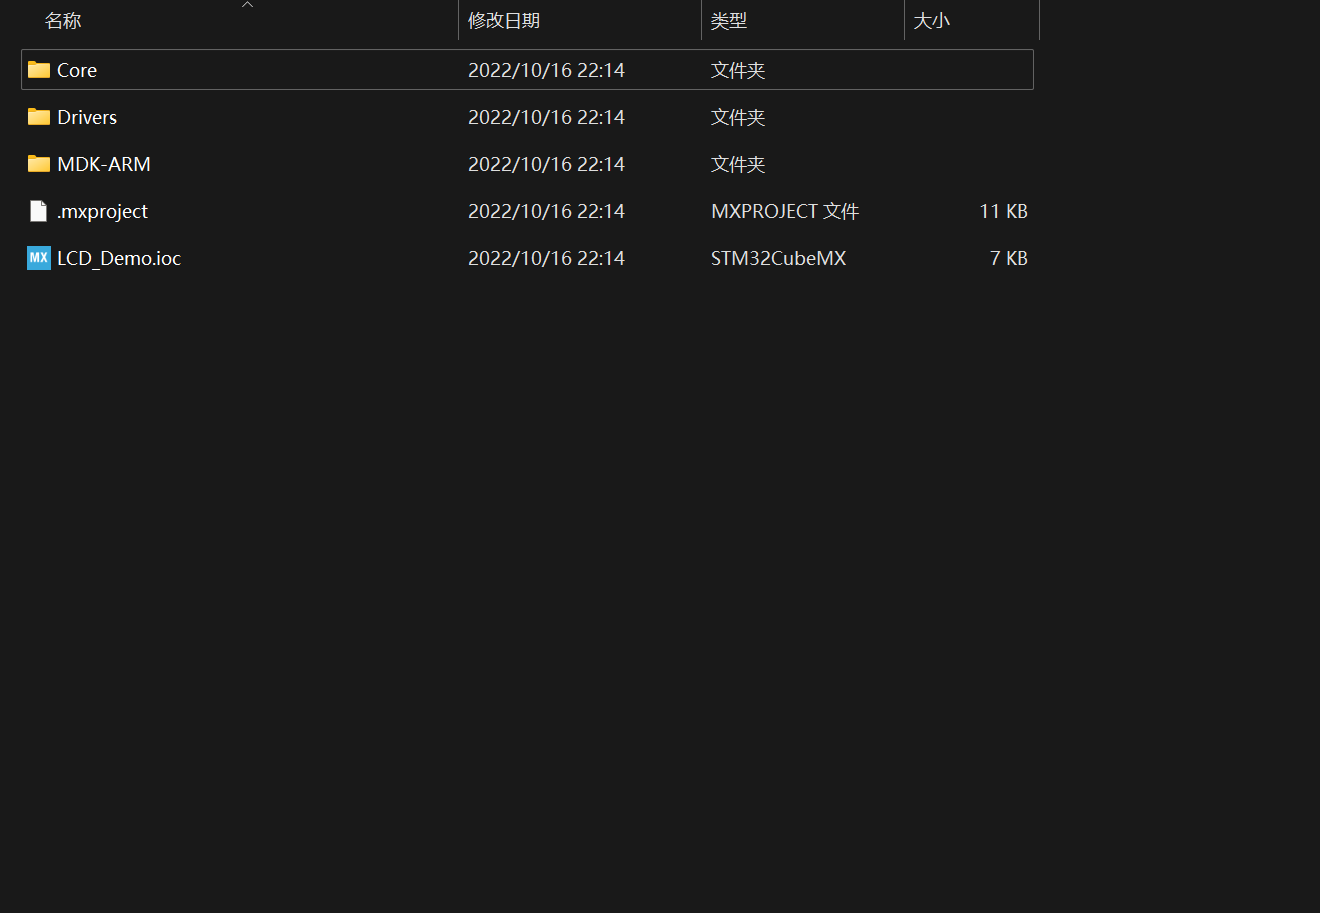 名称 修改日期 类型 大小
Core 2022/10/16 22:14 文件夹
Drivers 2022/10/16 22:14 文件夹
MDK-ARM 2022/10/16 22:14 文件夹
.mxproject 2022/10/16 22:14 MXPROJECT 文件 11 KB
MX LCD_Demo.ioc 2022/10/16 22:14 STM32CubeMX 7 KB